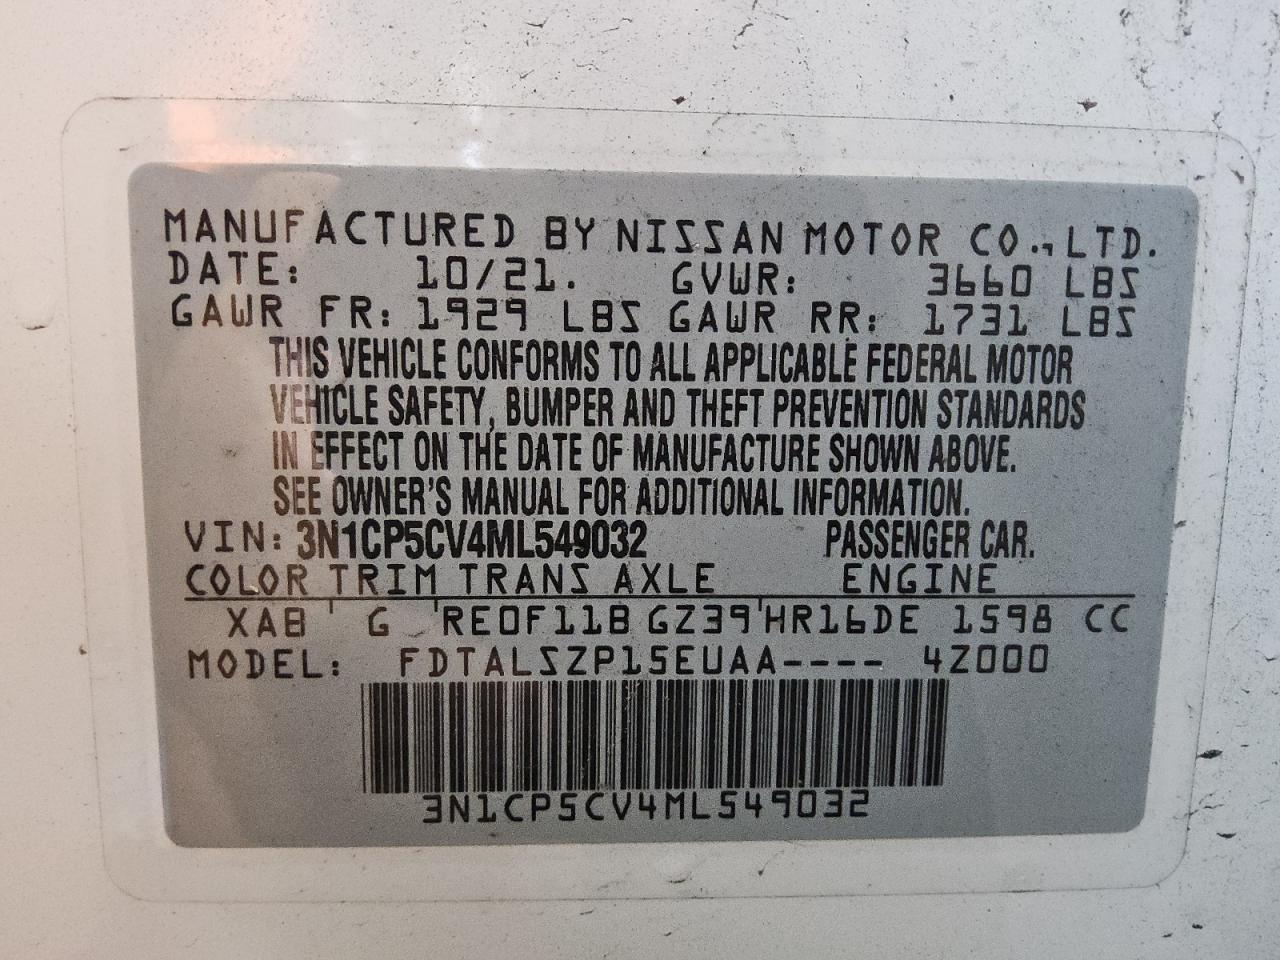 MANUFACTURED BY NISSAN MOTOR CO., LTD.
DATE: 10/21. GVWR: 3660 LBS
GAWR FR: 1929 LBS GAWR RR: 1731 LBS
THIS VEHICLE CONFORMS TO ALL APPLICABLE FEDERAL MOTOR
VEHICLE SAFETY, BUMPER AND THEFT PREVENTION STANDARDS
IN EFFECT ON THE DATE OF MANUFACTURE SHOWN ABOVE.
SEE OWNER'S MANUAL FOR ADDITIONAL INFORMATION.
VIN: 3N1CP5CV4ML549032 PASSENGER CAR.
COLOR TRIM TRANS AXLE ENGINE
XAB ' G 'RE0F11B GZ39'HR16DE 1598 CC
MODEL: FDTALSZP15EUAA---- 4Z000
3N1CP5CV4ML549032